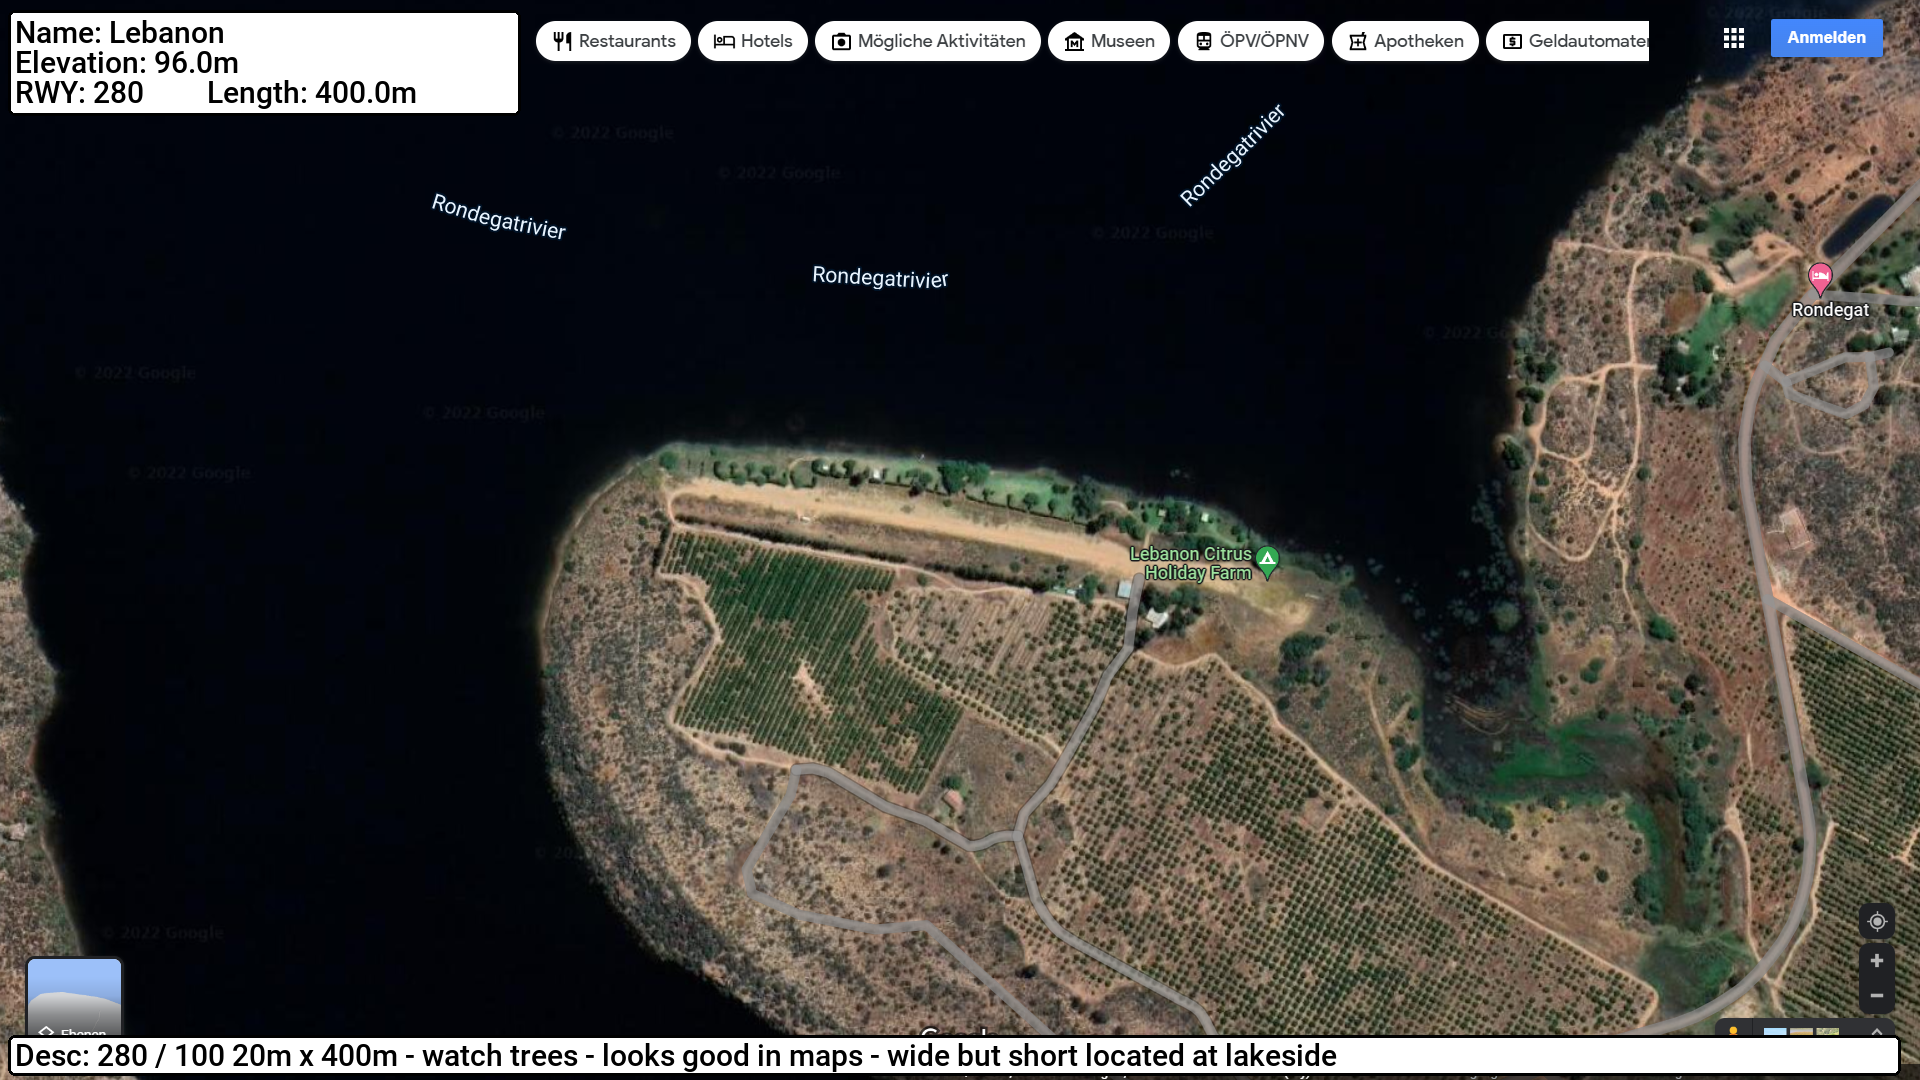 Name: Lebanon
Elevation: 96.0m
RWY: 280 Length: 400.0m
Restaurants
Hotels
Mögliche Aktivitäten
Museen
ÖPV/ÖPNV
Apotheken
Anmelden
© 2022 Google
© 2022 Google
© 2022 Google
Rondegatrivier
Rondegatrivier
© 2022 Google
Rondegatrivier
Rondegat
© 2022 Google
© 2022 Google
© 2022 Google
Lebanon Citrus
Holiday Farm
© 2022 Google
Desc: 280 / 100 20m x 400m - watch trees - looks good in maps - wide but short located at lakeside